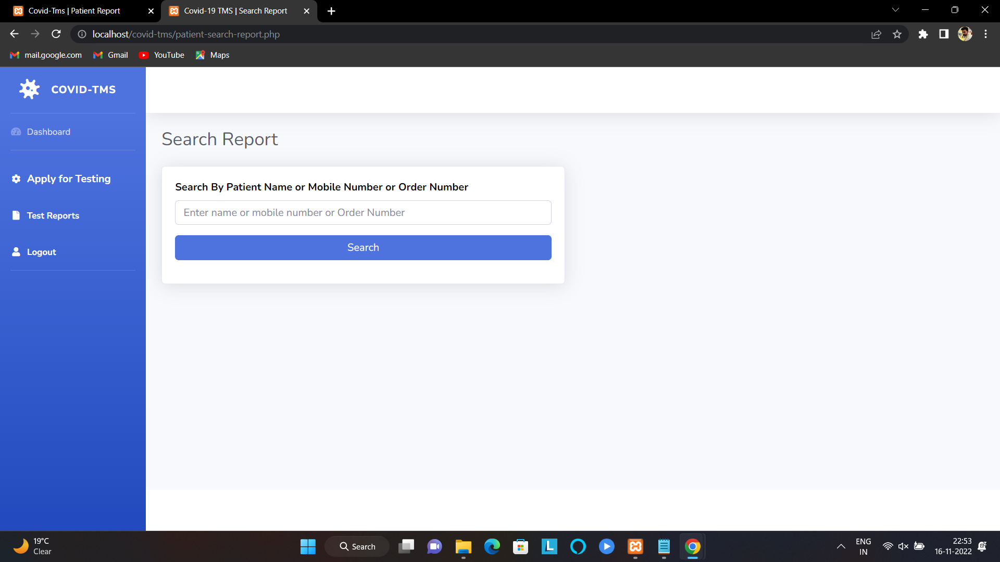 Covid-Tms | Patient Report
Covid-19 TMS | Search Report
localhost/covid-tms/patient-search-report.php
mail.google.com
Gmail
YouTube
Maps
COVID-TMS
Dashboard
Apply for Testing
Test Reports
Logout
Search Report
Search By Patient Name or Mobile Number or Order Number
Enter name or mobile number or Order Number
Search
19°C
Clear
Search
L
ENG
IN
22:53
16-11-2022